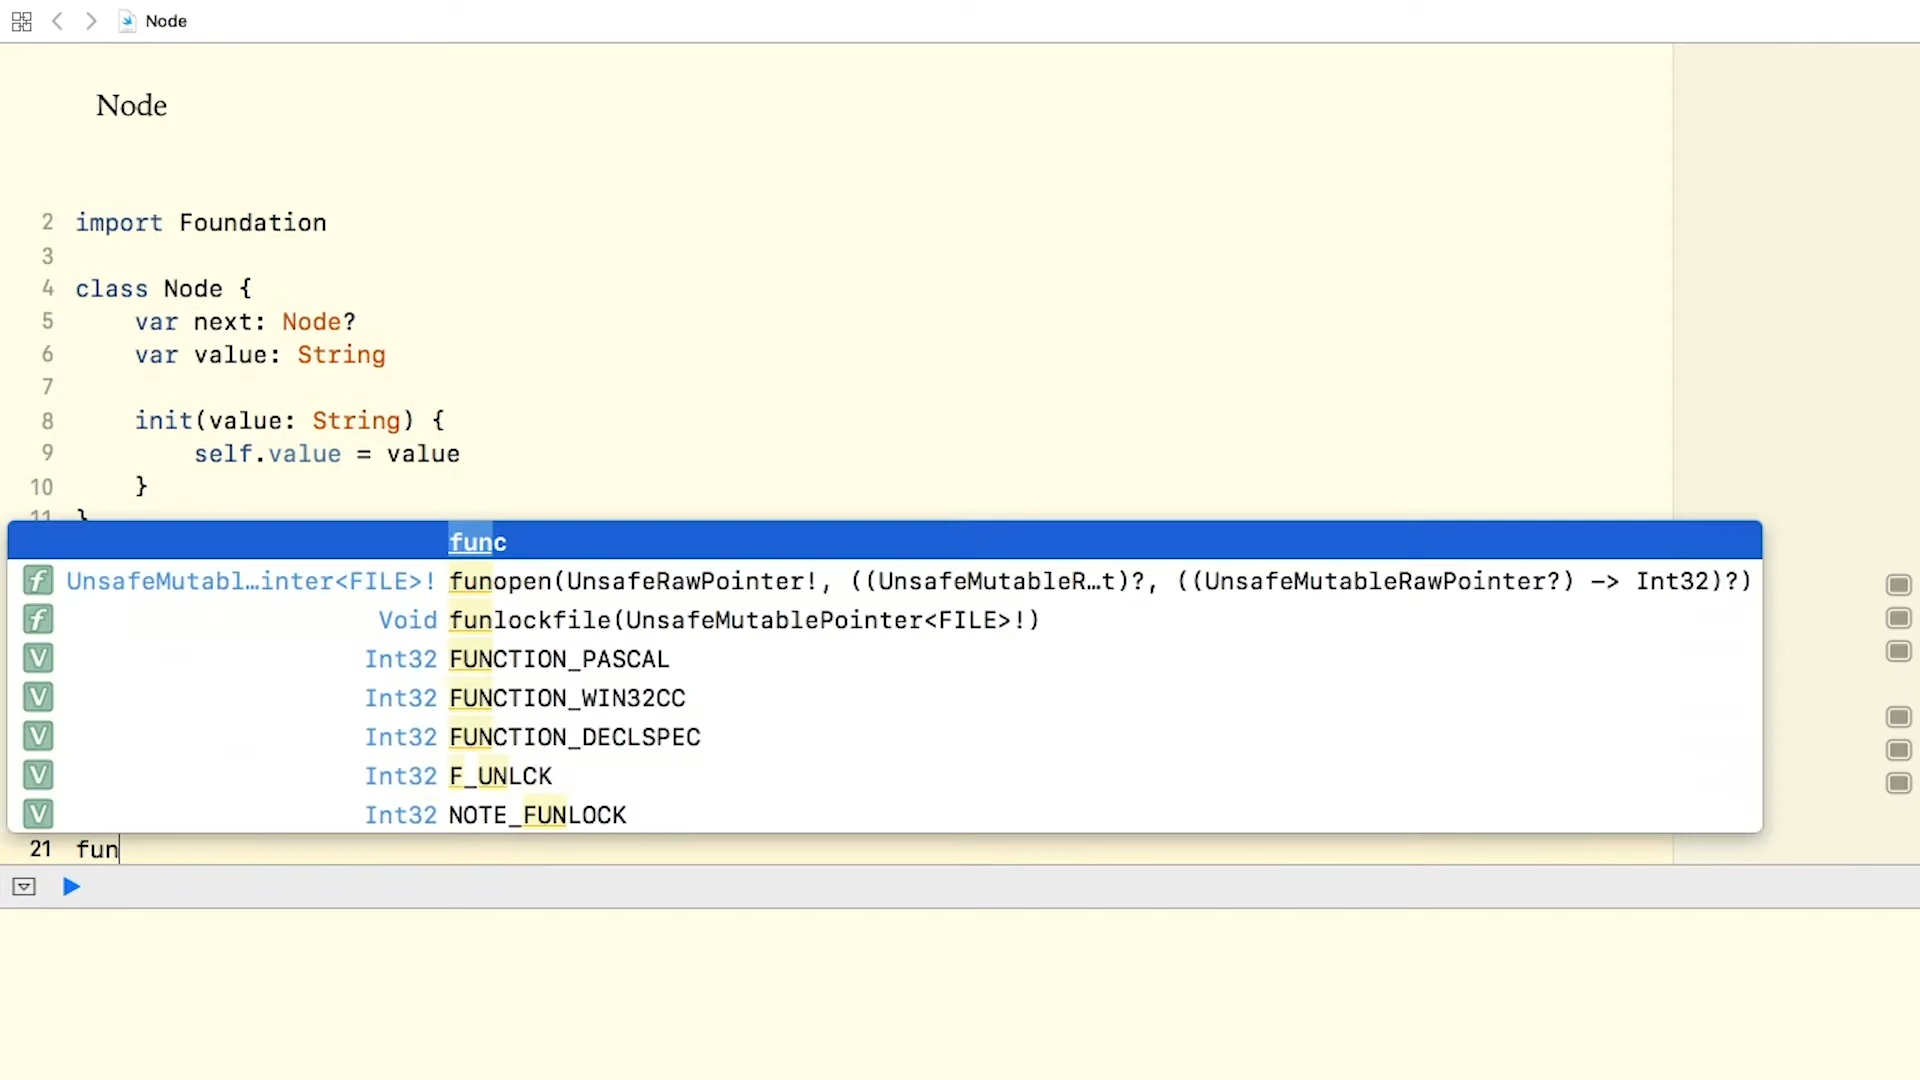 Node
Node
2 import Foundation
3
4 class Node {
5 var next: Node?
6 var value: String
7
8 init(value: String) {
9 self.value = value
10 }
11 }
func
f UnsafeMutabl…inter<FILE>! funopen(UnsafeRawPointer!, ((UnsafeMutableR…t)?, ((UnsafeMutableRawPointer?) -> Int32)?)
f Void funlockfile(UnsafeMutablePointer<FILE>!)
V Int32 FUNCTION_PASCAL
V Int32 FUNCTION_WIN32CC
V Int32 FUNCTION_DECLSPEC
V Int32 F_UNLCK
V Int32 NOTE_FUNLOCK
21 fun